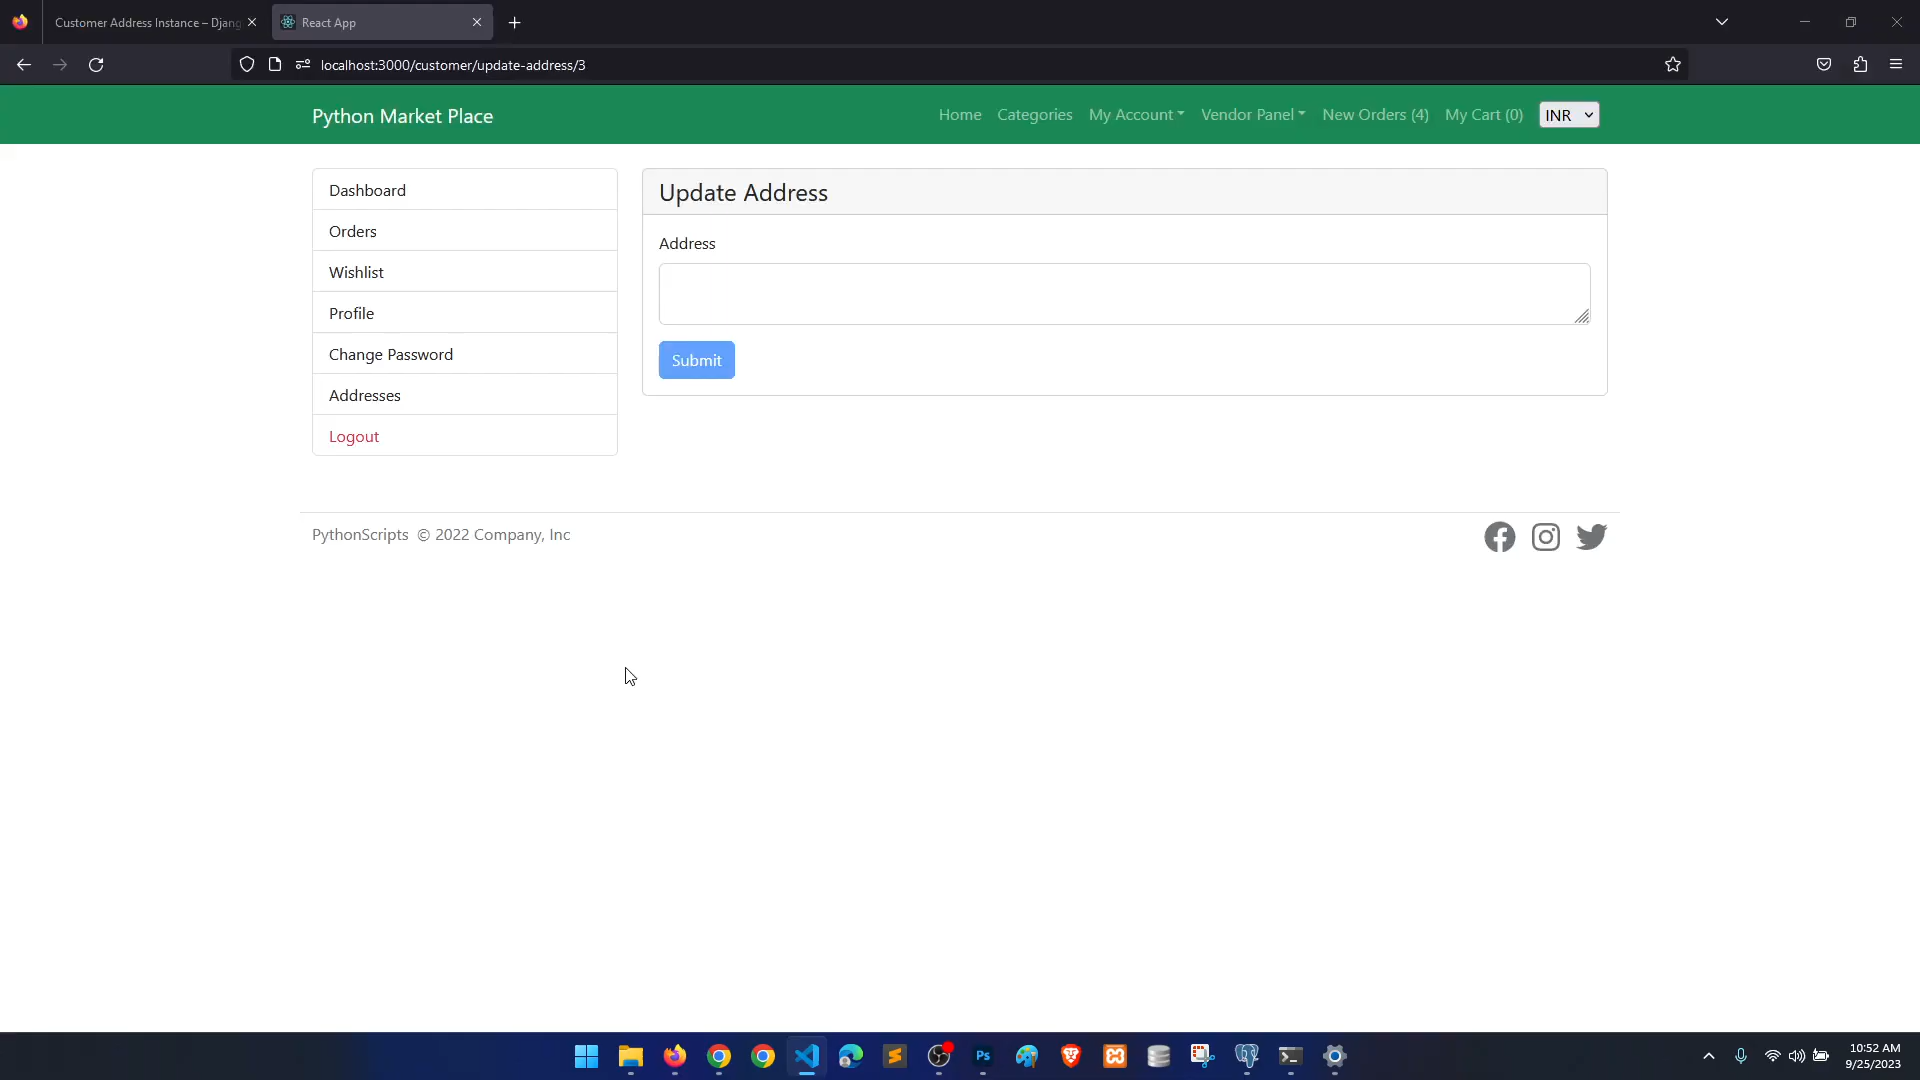 Customer Address Instance – Djang
React App
localhost:3000/customer/update-address/3
Python Market Place
Home
Categories
My Account
Vendor Panel
New Orders (4)
My Cart (0)
INR
Dashboard
Orders
Wishlist
Profile
Change Password
Addresses
Logout
Update Address
Address
Submit
PythonScripts © 2022 Company, Inc
Ps
10:52 AM
9/25/2023